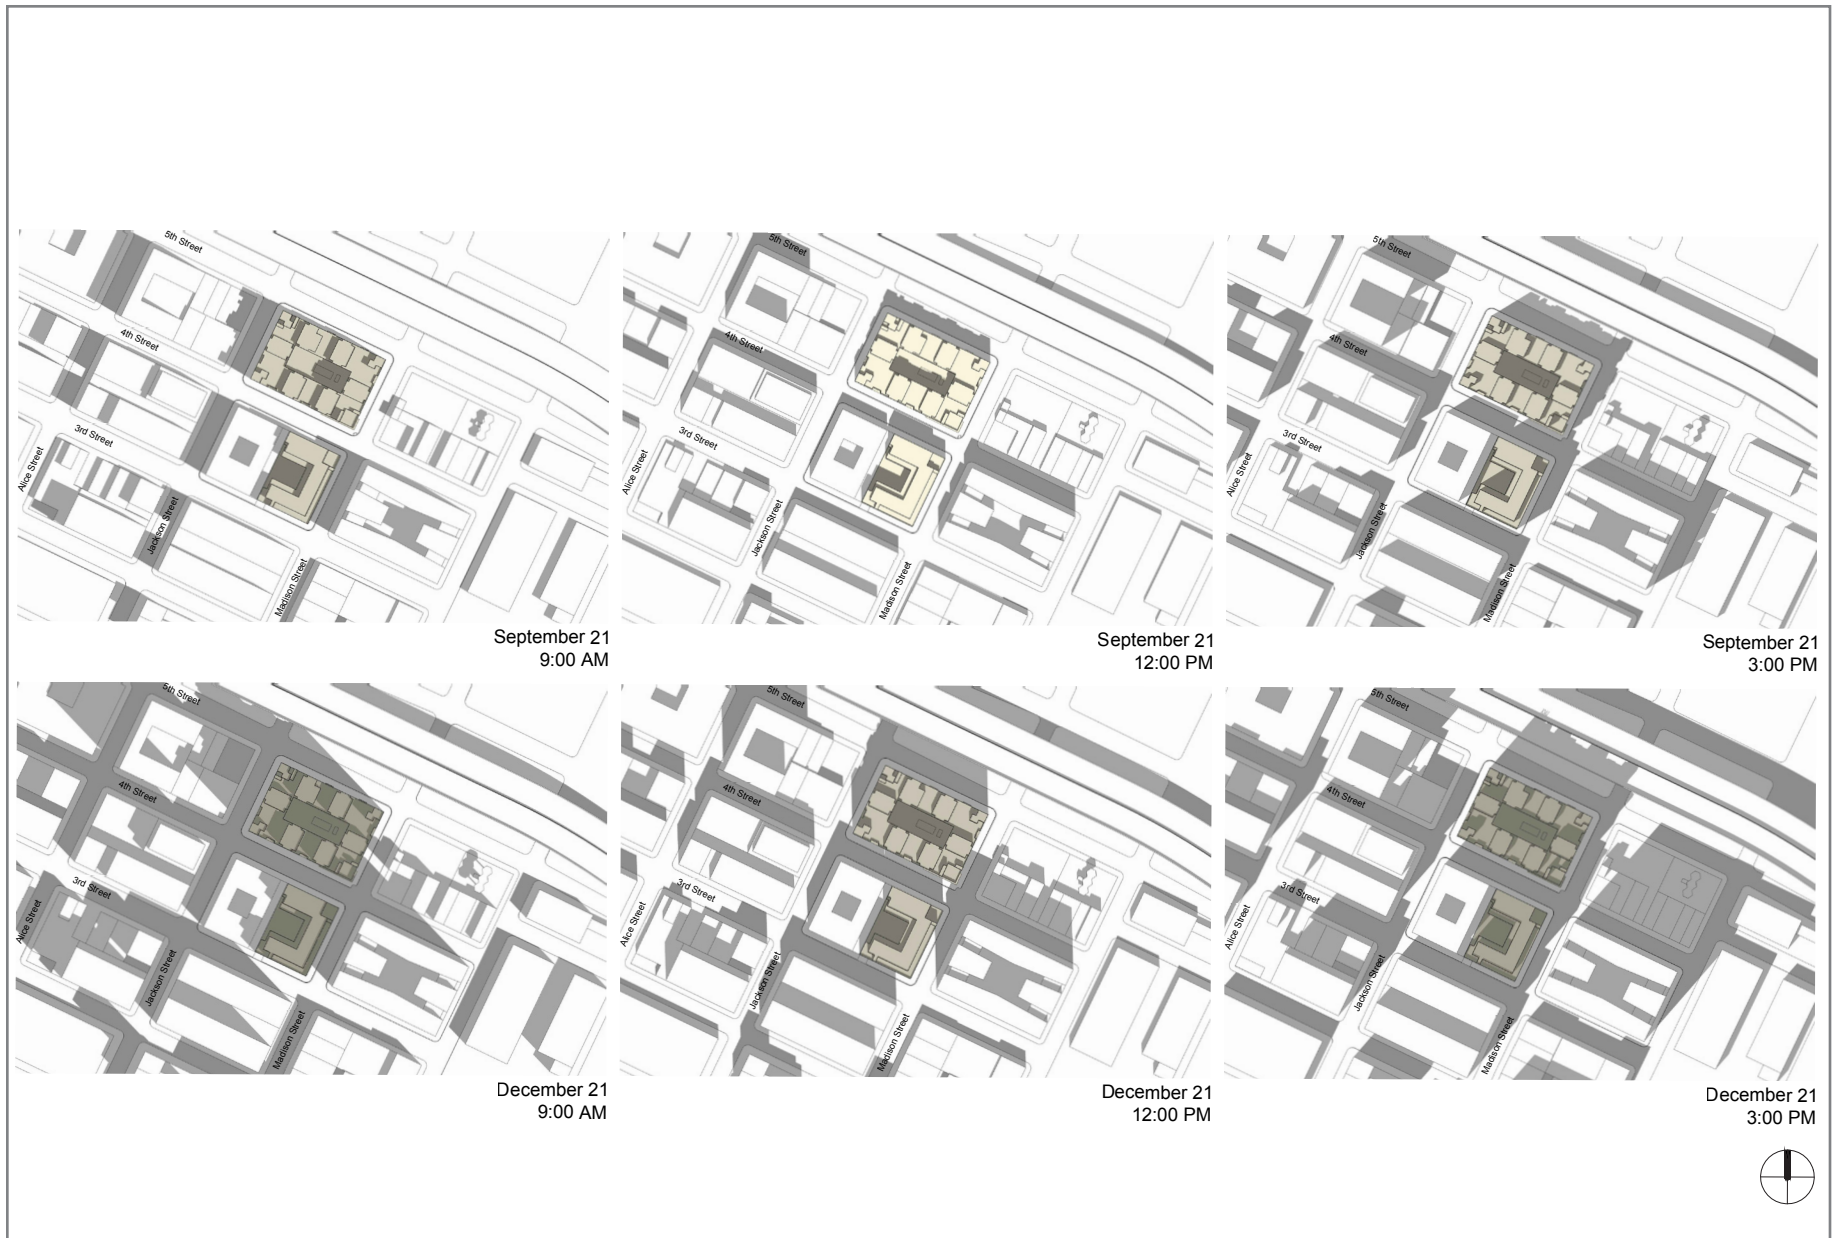 5th Street
4th Street
3rd Street
Alice Street
Jackson Street
Madison Street
September 21
9:00 AM
5th Street
4th Street
3rd Street
Alice Street
Jackson Street
Madison Street
September 21
12:00 PM
5th Street
4th Street
3rd Street
Alice Street
Jackson Street
Madison Street
September 21
3:00 PM
5th Street
4th Street
3rd Street
Alice Street
Jackson Street
Madison Street
December 21
9:00 AM
5th Street
4th Street
3rd Street
Alice Street
Jackson Street
Madison Street
December 21
12:00 PM
5th Street
4th Street
3rd Street
Alice Street
Jackson Street
Madison Street
December 21
3:00 PM